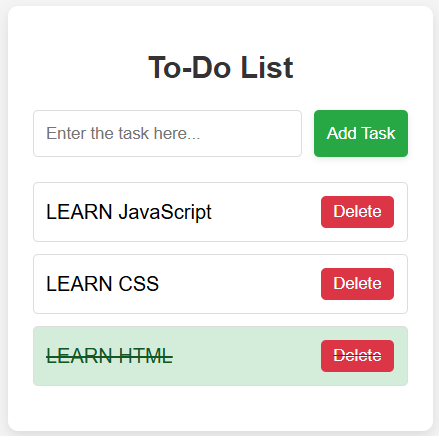 To-Do List
Enter the task here...
Add Task
LEARN JavaScript
Delete
LEARN CSS
Delete
LEARN HTML
Delete